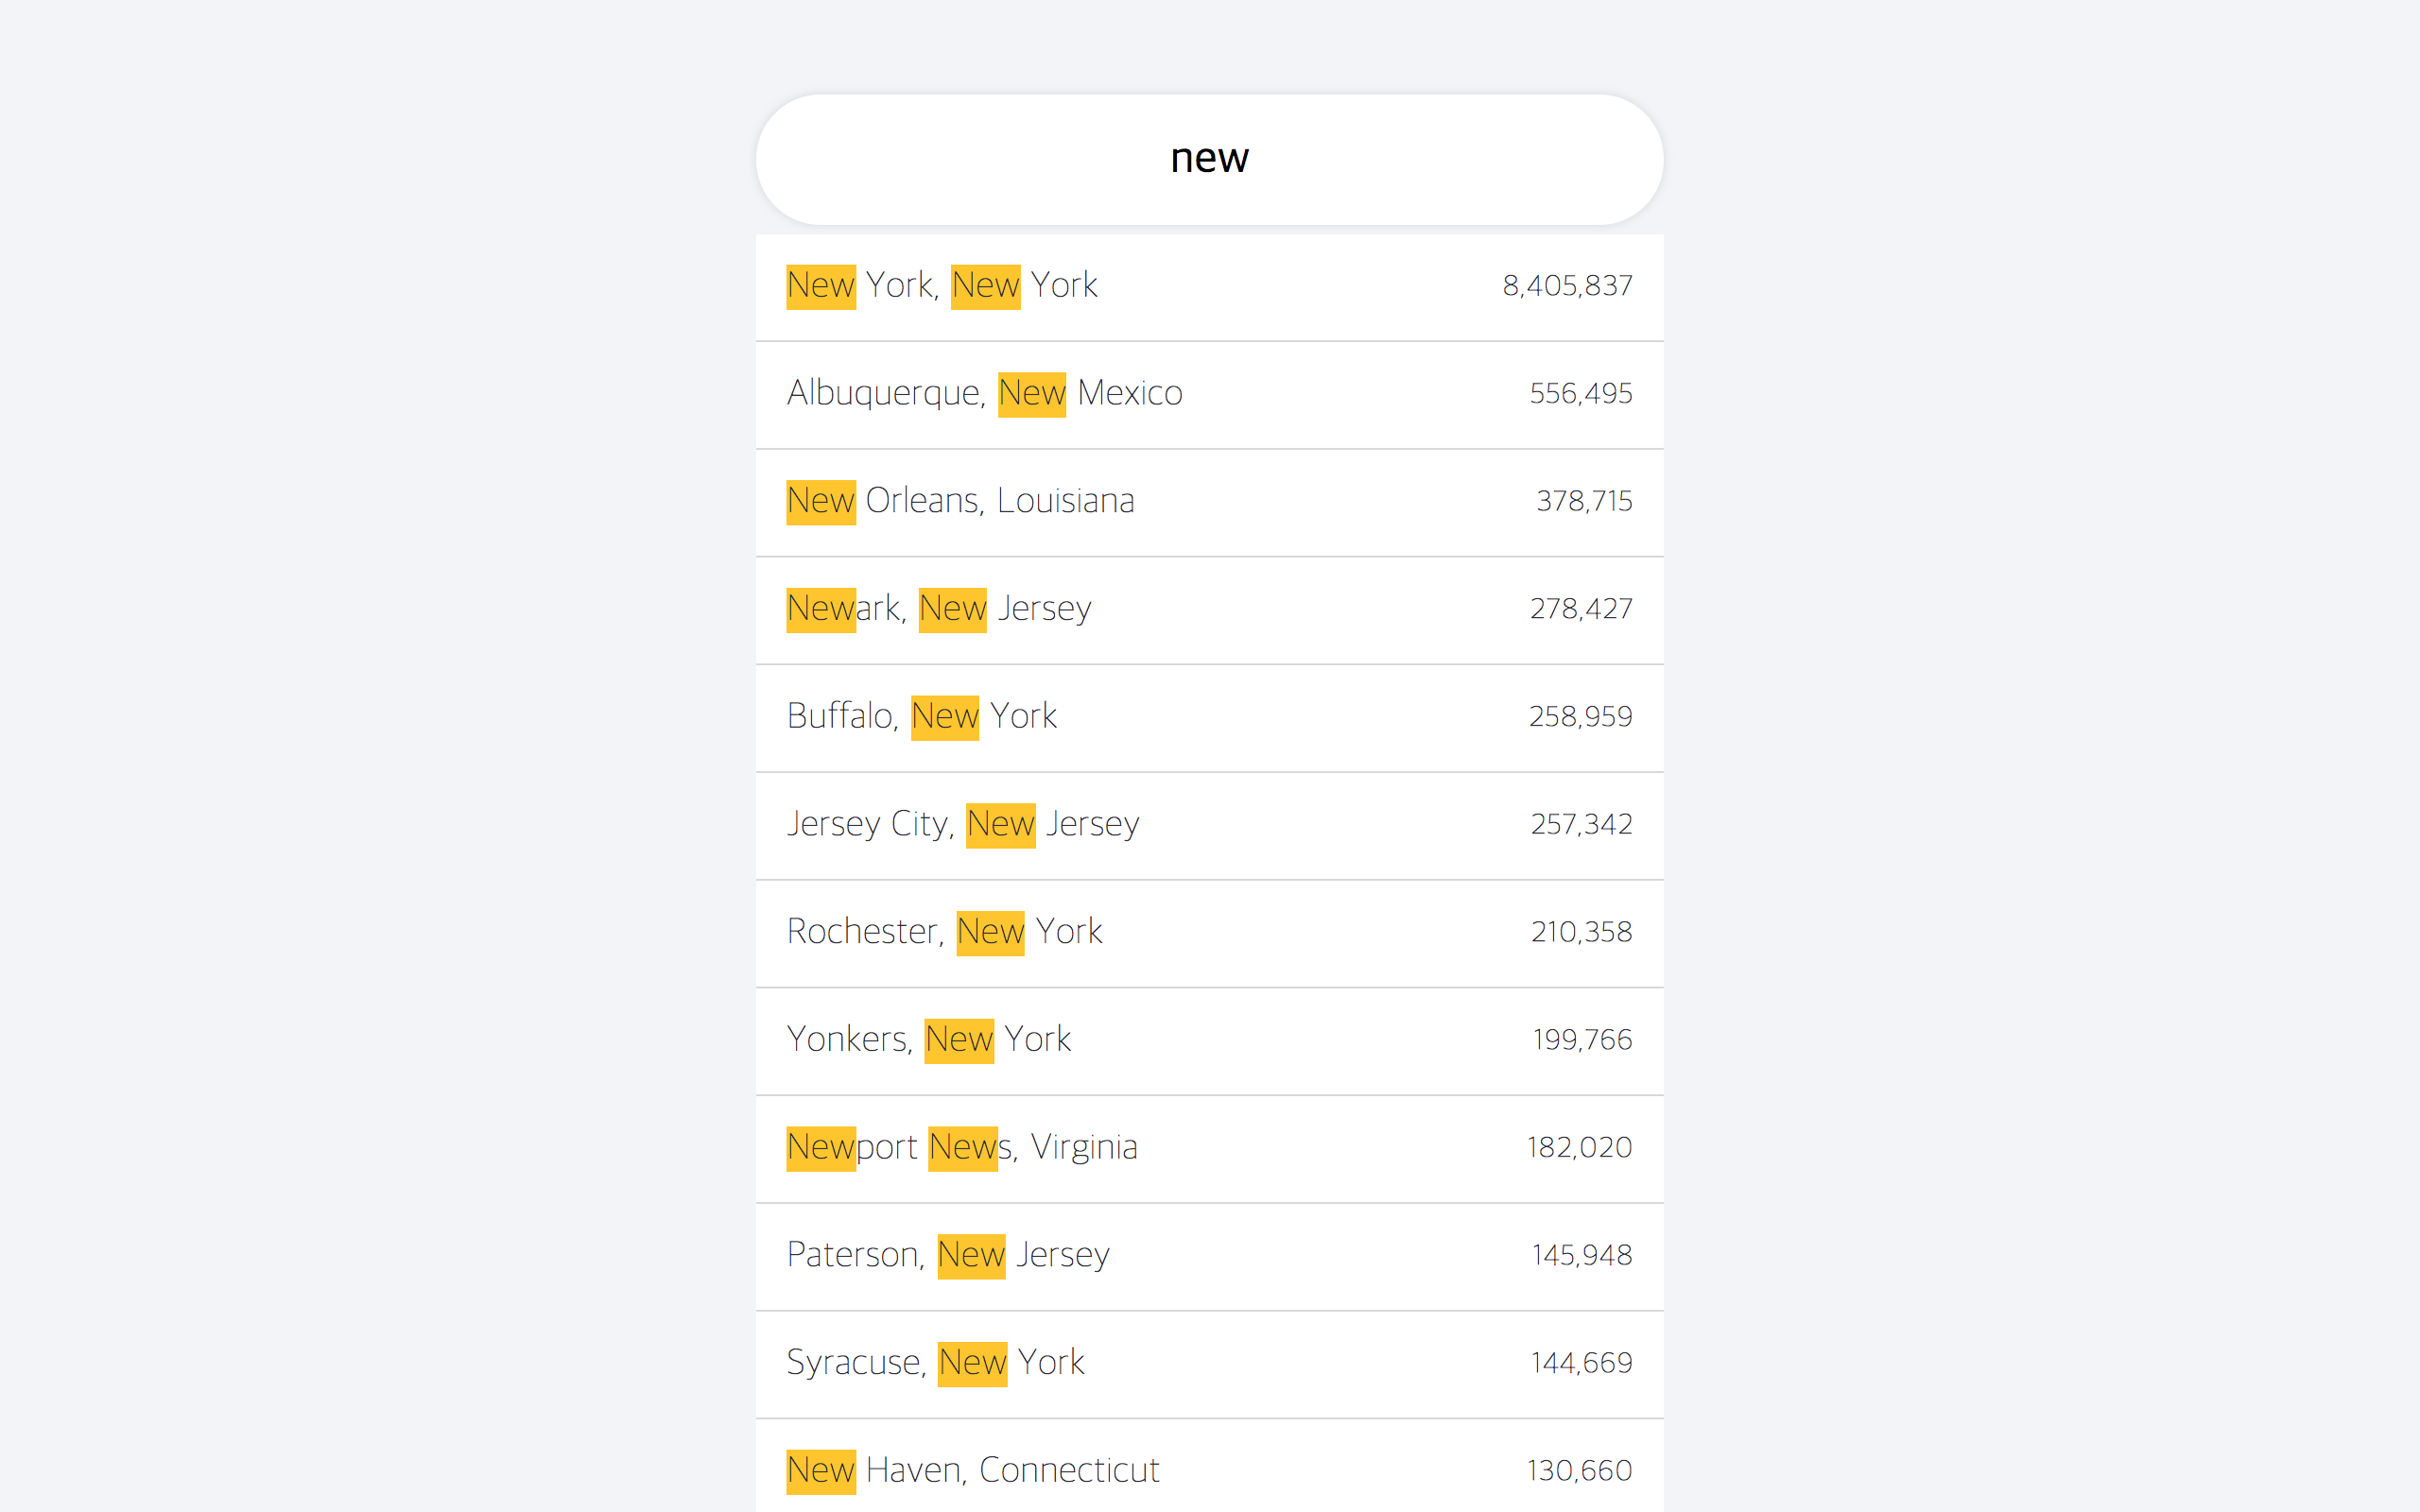 new
New York, New York 8,405,837
Albuquerque, New Mexico 556,495
New Orleans, Louisiana 378,715
Newark, New Jersey 278,427
Buffalo, New York 258,959
Jersey City, New Jersey 257,342
Rochester, New York 210,358
Yonkers, New York 199,766
Newport News, Virginia 182,020
Paterson, New Jersey 145,948
Syracuse, New York 144,669
New Haven, Connecticut 130,660